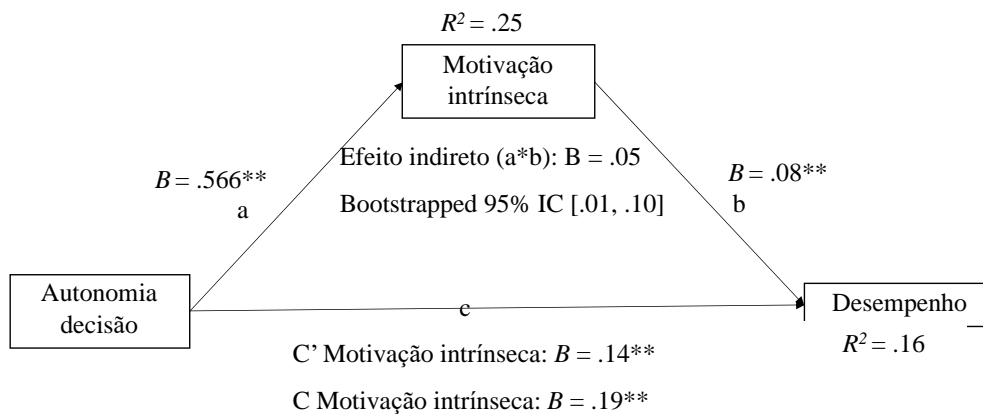 R² = .25
Motivação
intrínseca
Efeito indireto (a*b): B = .05
B = .566**
B = .08**
a
Bootstrapped 95% IC [.01, .10]
b
Autonomia
decisão
c
Desempenho
R² = .16
C’ Motivação intrínseca: B = .14**
C Motivação intrínseca: B = .19**